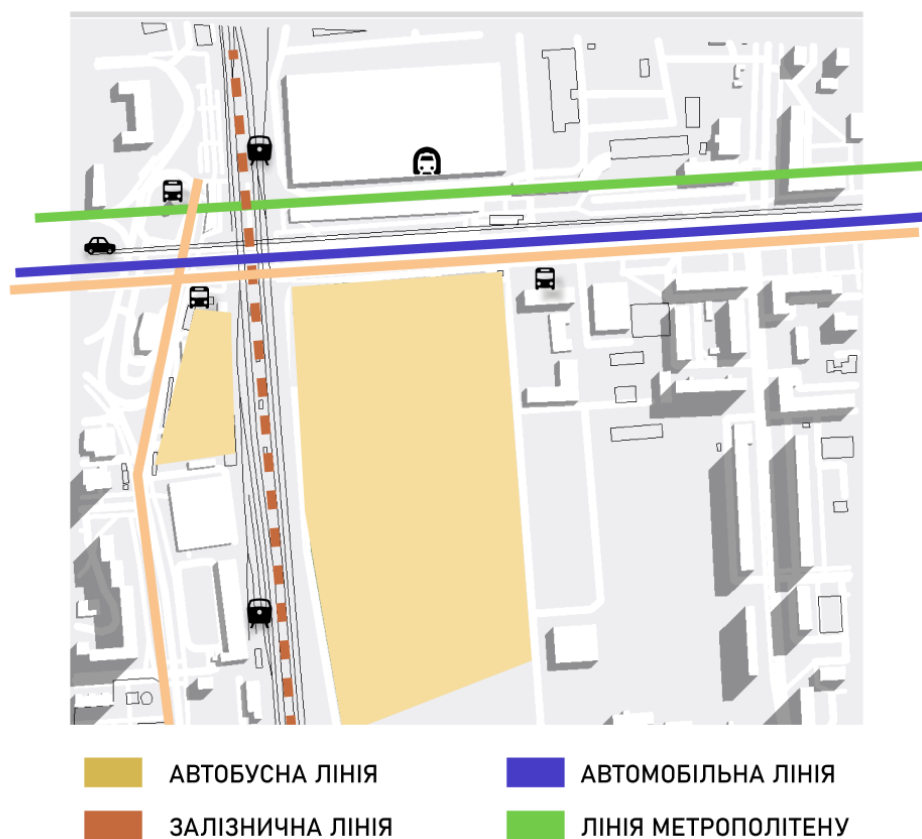 АВТОБУСНА ЛІНІЯ
АВТОМОБІЛЬНА ЛІНІЯ
ЗАЛІЗНИЧНА ЛІНІЯ
ЛІНІЯ МЕТРОПОЛІТЕНУ